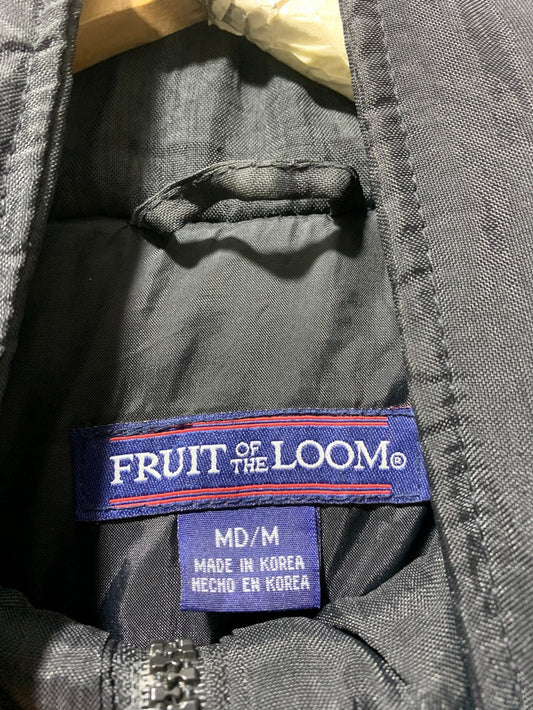 FRUIT OF THE LOOM®
MD/M
MADE IN KOREA
HECHO EN KOREA